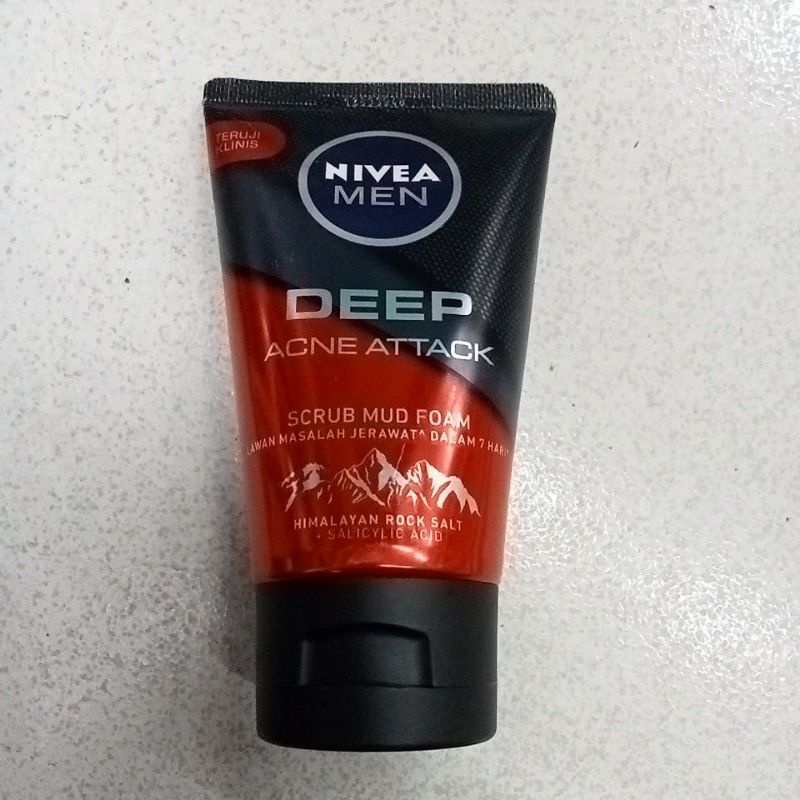 TERUJI
KLINIS
NIVEA
MEN
DEEP
ACNE ATTACK
SCRUB MUD FOAM
LAWAN MASALAH JERAWAT^ DALAM 7 HARI*
HIMALAYAN ROCK SALT
+ SALICYLIC ACID